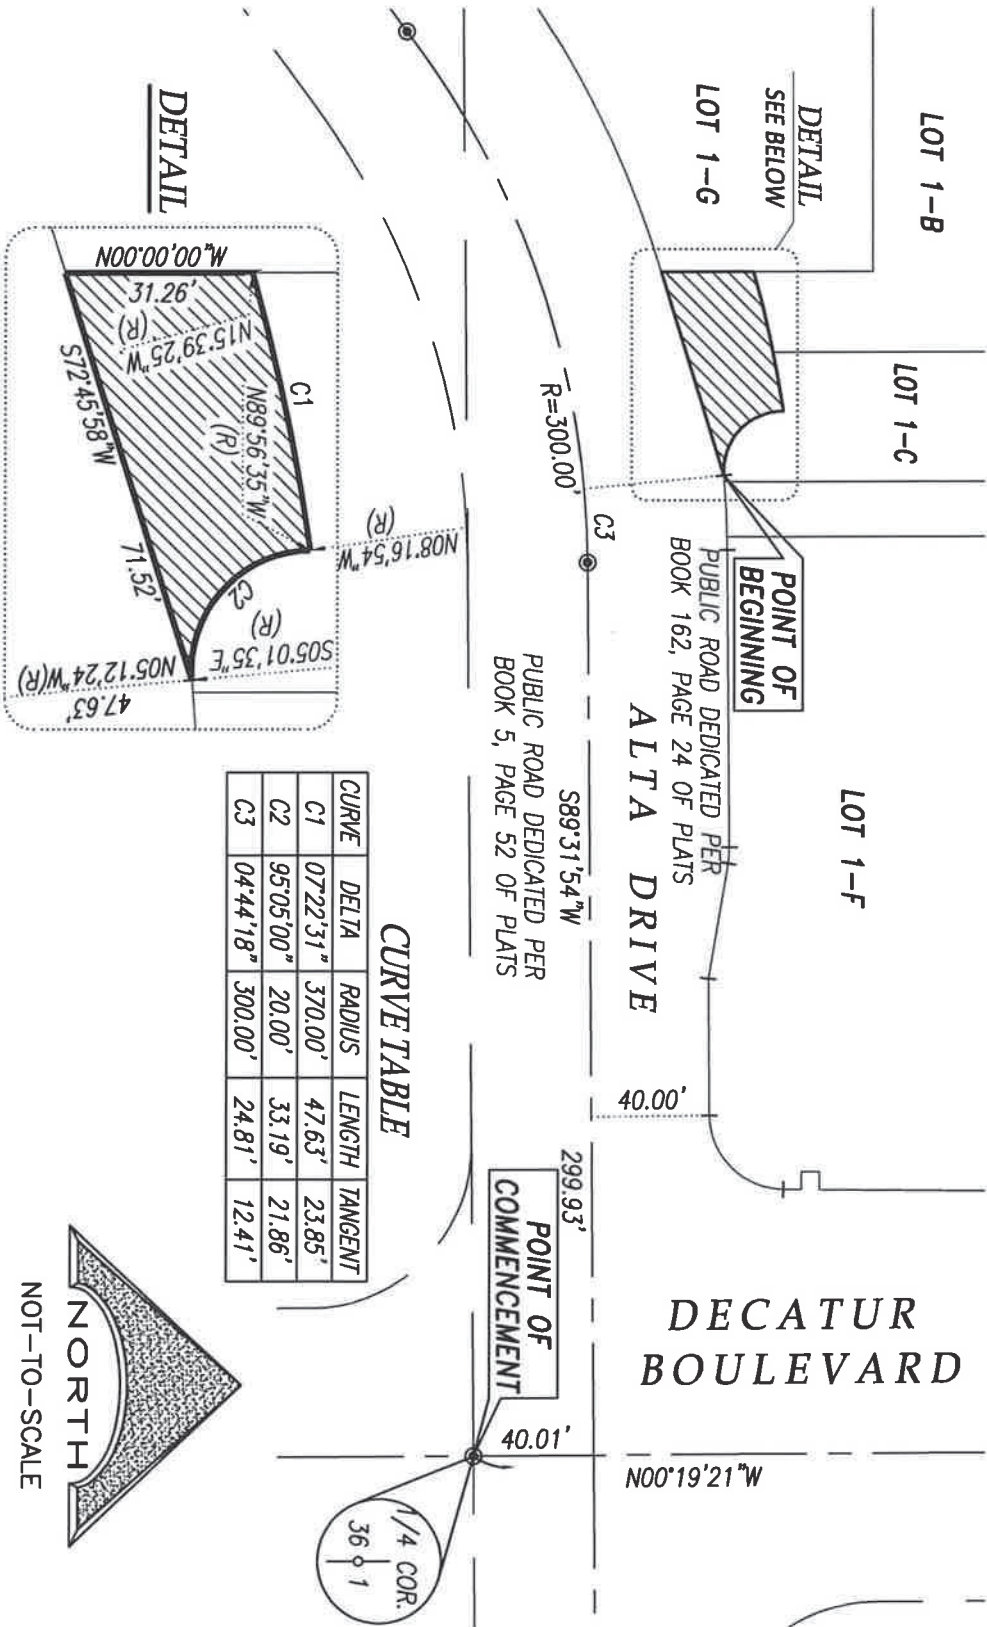 LOT 1-B
DETAIL
SEE BELOW
LOT 1-G
LOT 1-C
POINT OF
BEGINNING
LOT 1-F
PUBLIC ROAD DEDICATED PER
BOOK 162, PAGE 24 OF PLATS
ALTA DRIVE
DECATUR
BOULEVARD
R=300.00'
C3
S89°31'54"W
299.93'
40.00'
N00°19'21"W
40.01'
PUBLIC ROAD DEDICATED PER
BOOK 5, PAGE 52 OF PLATS
POINT OF
COMMENCEMENT
1/4 COR.
36 1
DETAIL
N00°00'00"W
31.26'
N15°39'25"W
(R)
C1
N89°56'35"W
(R)
N08°16'54"W
(R)
C2
S05°01'35"E
(R)
S72°45'58"W
71.52'
N05°12'24"W(R)
47.63'
CURVE TABLE
CURVE DELTA RADIUS LENGTH TANGENT
C1 07°22'31" 370.00' 47.63' 23.85'
C2 95°05'00" 20.00' 33.19' 21.86'
C3 04°44'18" 300.00' 24.81' 12.41'
NORTH
NOT-TO-SCALE